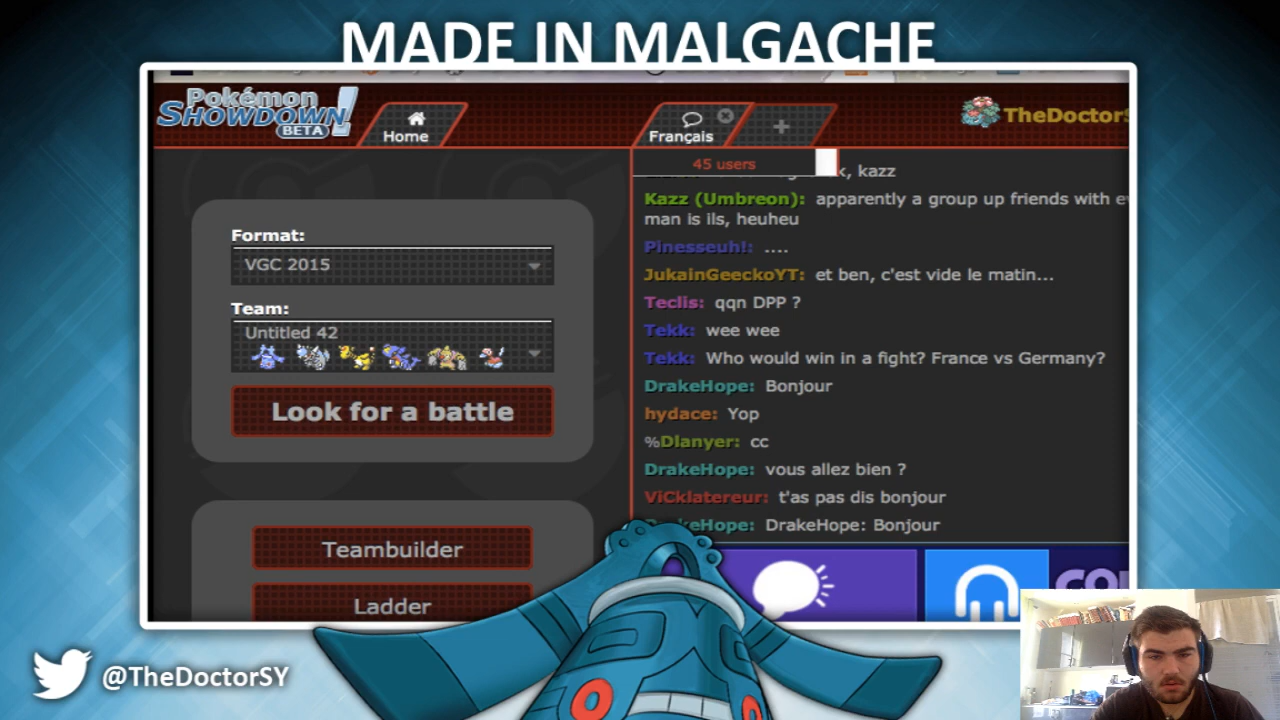 MADE IN MALGACHE
Pokémon
SHOWDOWN!
BETA
Home
Français
TheDoctorS
45 users
Format:
VGC 2015
Team:
Untitled 42
Look for a battle
Teambuilder
Ladder
k, kazz
Kazz (Umbreon): apparently a group up friends with e
man is ils, heuheu
Pinesseuh!: ....
JukainGeeckoYT: et ben, c'est vide le matin...
Teclis: qqn DPP ?
Tekk: wee wee
Tekk: Who would win in a fight? France vs Germany?
DrakeHope: Bonjour
hydace: Yop
%Dlanyer: cc
DrakeHope: vous allez bien ?
ViCklatereur: t'as pas dis bonjour
DrakeHope: DrakeHope: Bonjour
@TheDoctorSY